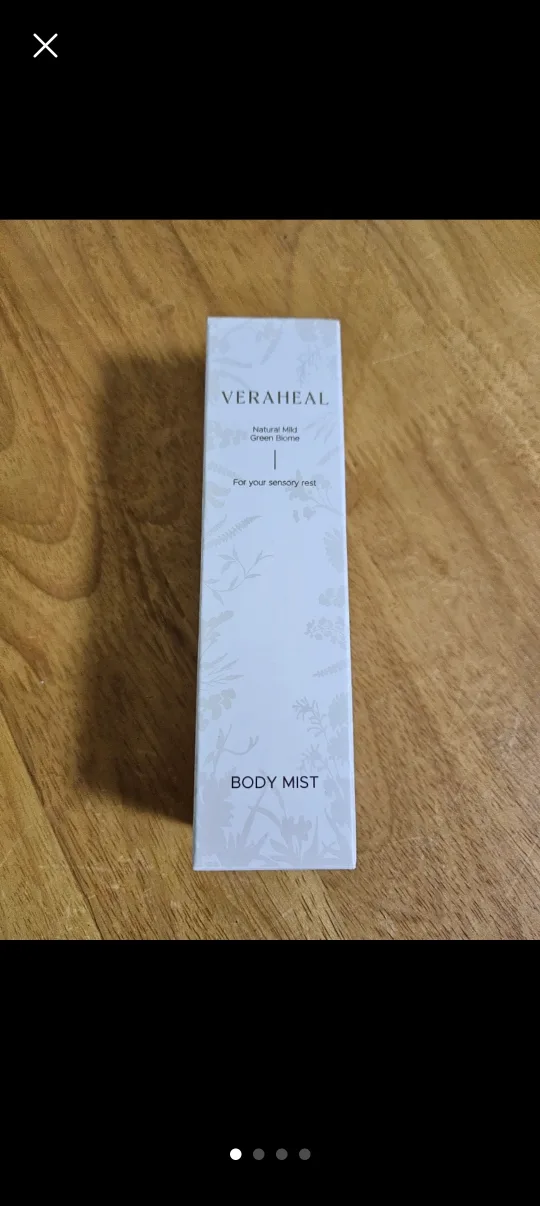 VERAHEAL
Natural Mild
Green Biome
For your sensory rest
BODY MIST